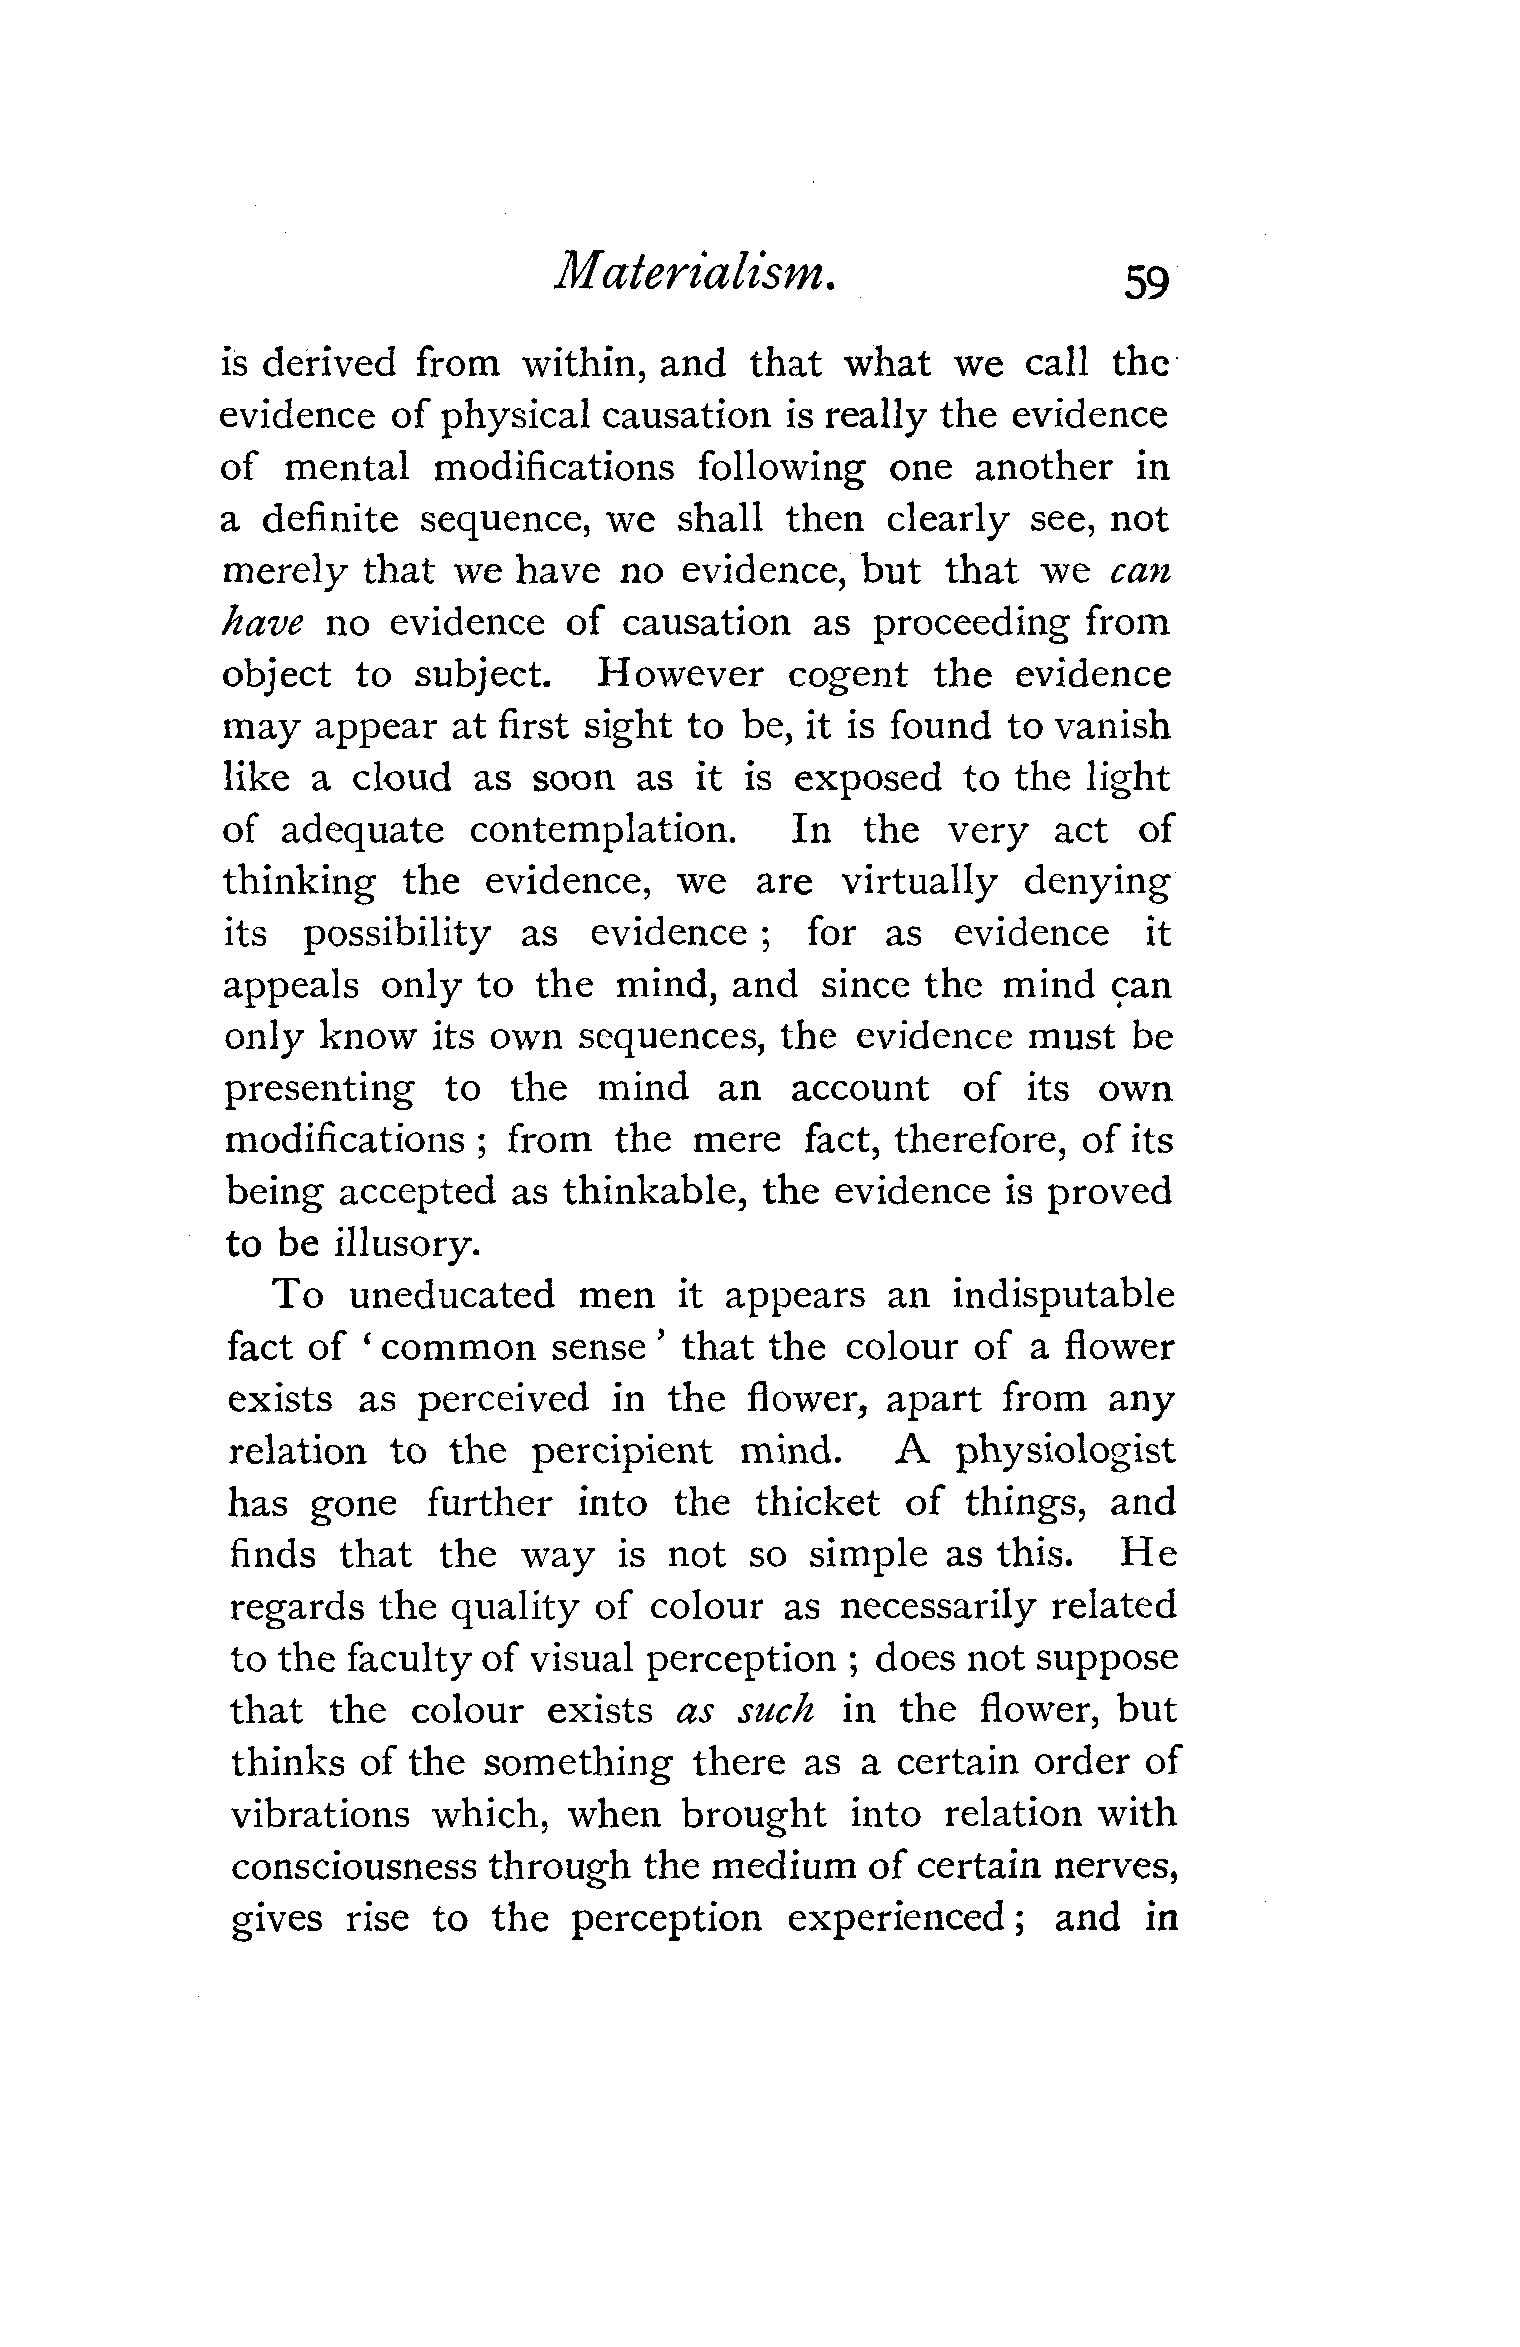 Materialism. 59
is derived from within, and that what we call the
evidence of physical causation is really the evidence
of mental modifications following one another in
a definite sequence, we shall then clearly see, not
merely that we have no evidence, but that we can
have no evidence of causation as proceeding from
object to subject. However cogent the evidence
may appear at first sight to be, it is found to vanish
like a cloud as soon as it is exposed to the light
of adequate contemplation. In the very act of
thinking the evidence, we are virtually denying
its possibility as evidence ; for as evidence it
appeals only to the mind, and since the mind can
only know its own sequences, the evidence must be
presenting to the mind an account of its own
modifications ; from the mere fact, therefore, of its
being accepted as thinkable, the evidence is proved
to be illusory.
To uneducated men it appears an indisputable
fact of ‘ common sense ’ that the colour of a flower
exists as perceived in the flower, apart from any
relation to the percipient mind. A physiologist
has gone further into the thicket of things, and
finds that the way is not so simple as this. He
regards the quality of colour as necessarily related
to the faculty of visual perception ; does not suppose
that the colour exists as such in the flower, but
thinks of the something there as a certain order of
vibrations which, when brought into relation with
consciousness through the medium of certain nerves,
gives rise to the perception experienced ; and in